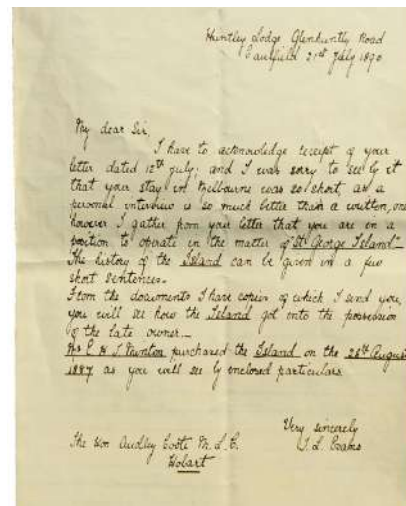 Huntley Lodge Glenhuntly Road
Caulfield 21st July 1890
My dear Sir,
I have to acknowledge receipt of your
letter dated 12th July; and I was sorry to see by it
that your stay in Melbourne was so short, as a
personal interview is so much better than a written, one
however I gather from your letter that you are in a
position to operate in the matter of "St George Island"
The history of the Island can be given in a few
short sentences.
From the documents I have copies of which I send you,
you will see how the Island got into the possession
of the late owner.
purchased the Island on the 26th August
1887 as you will see by enclosed particulars
Very sincerely
J. L. Evans
The Hon Audley Coote M. L. C.
Hobart